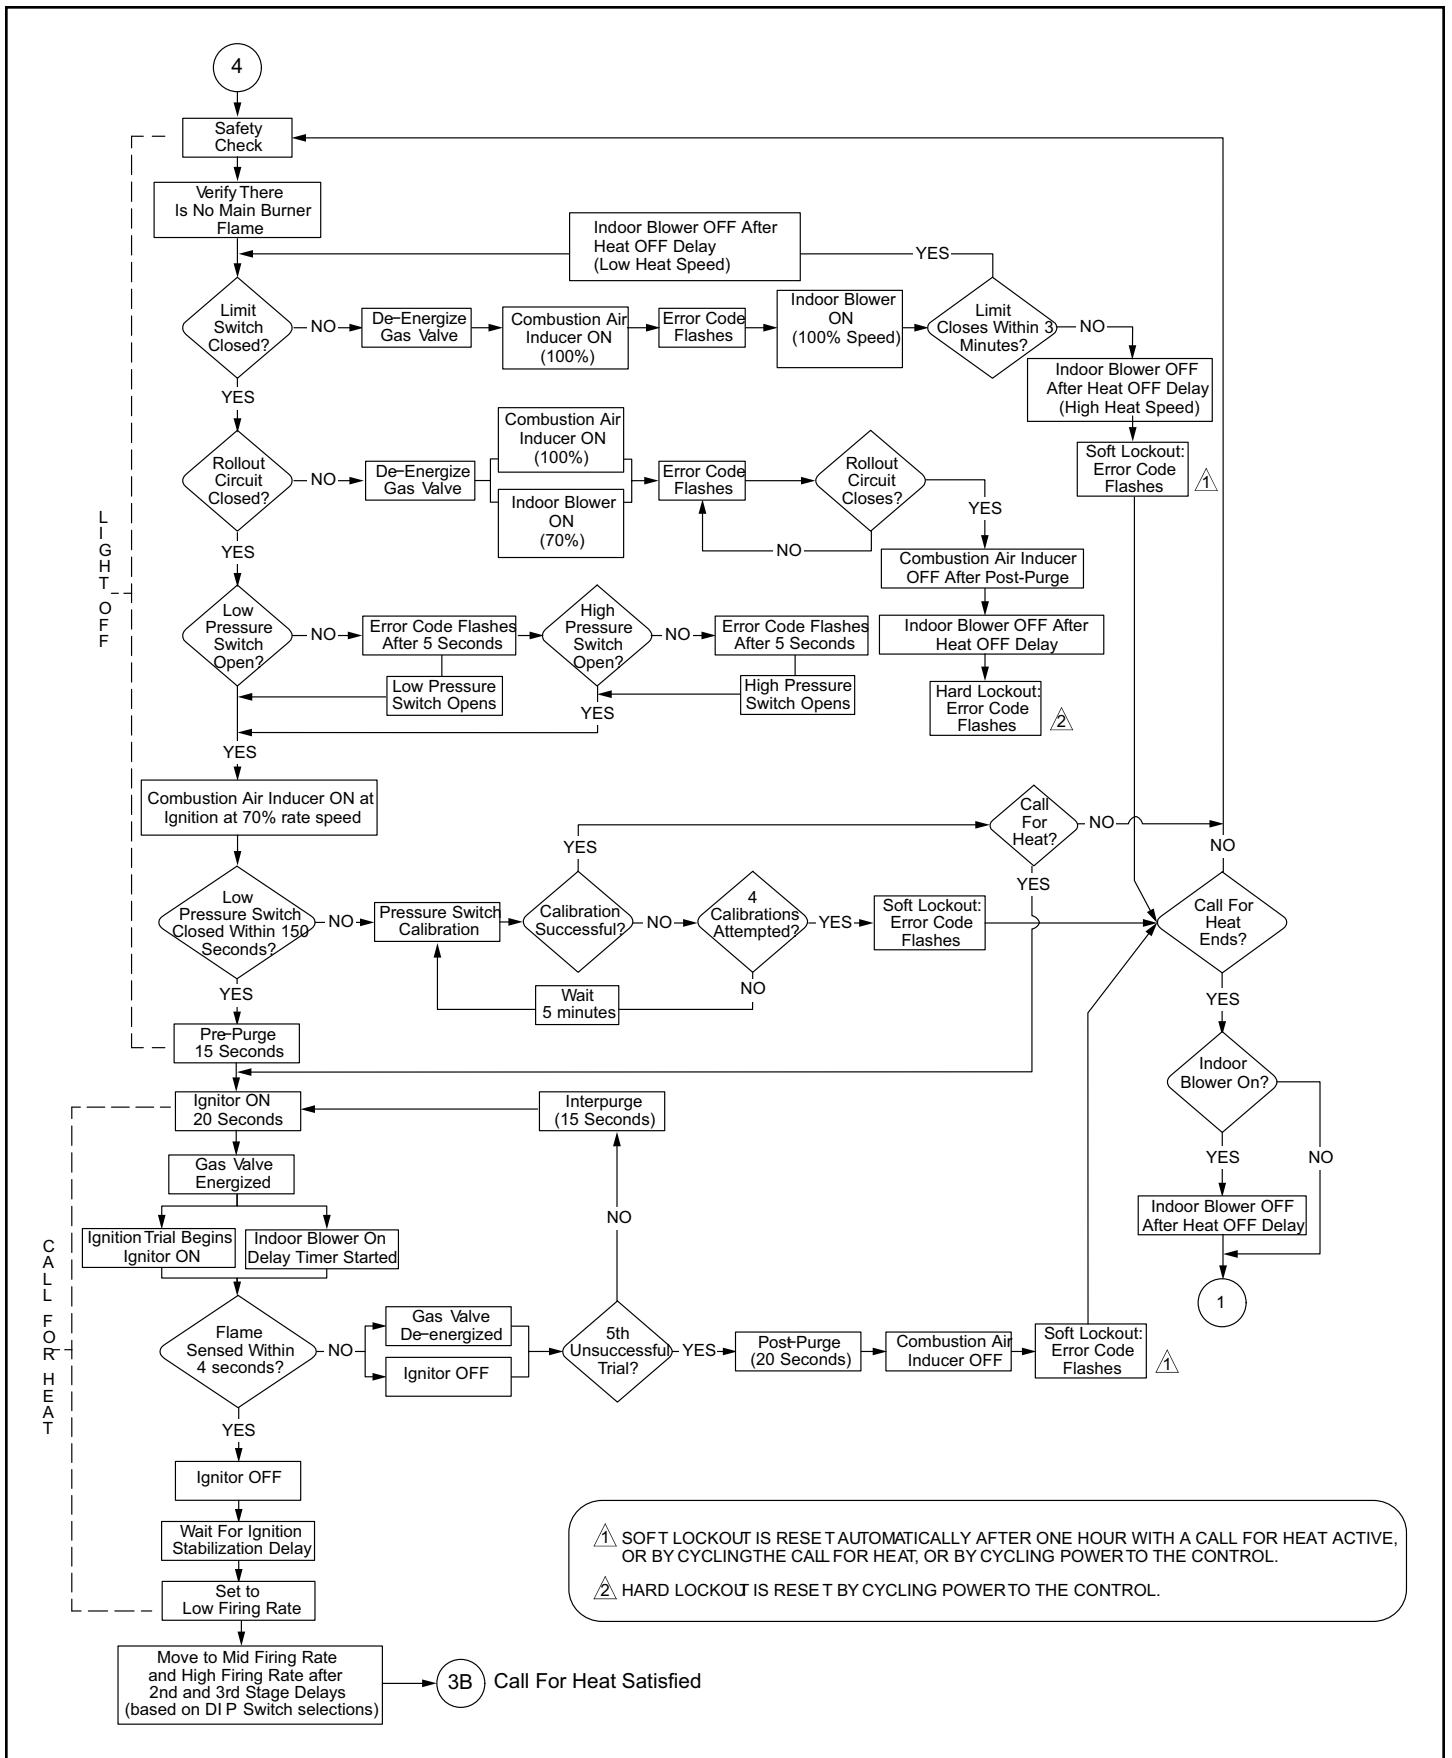 4
Safety
Check
Verify There
Is No Main Burner
Flame
Indoor Blower OFF After
Heat OFF Delay
(Low Heat Speed)
YES
Limit
Switch
Closed?
NO
De-Energize
Gas Valve
Combustion Air
Inducer ON
(100%)
Error Code
Flashes
Indoor Blower
ON
(100% Speed)
Limit
Closes Within 3
Minutes?
NO
Indoor Blower OFF
After Heat OFF Delay
(High Heat Speed)
YES
Soft Lockout:
Error Code
Flashes
1
Rollout
Circuit
Closed?
NO
De-Energize
Gas Valve
Combustion Air
Inducer ON
(100%)
Indoor Blower
ON
(70%)
Error Code
Flashes
Rollout
Circuit
Closes?
NO
YES
Combustion Air Inducer
OFF After Post-Purge
Indoor Blower OFF After
Heat OFF Delay
Hard Lockout:
Error Code
Flashes
2
LIGHT OFF
YES
Low
Pressure
Switch
Open?
NO
Error Code Flashes
After 5 Seconds
Low Pressure
Switch Opens
High
Pressure
Switch
Open?
NO
Error Code Flashes
After 5 Seconds
High Pressure
Switch Opens
YES
YES
Combustion Air Inducer ON at
Ignition at 70% rate speed
Low
Pressure Switch
Closed Within 150
Seconds?
NO
Pressure Switch
Calibration
Calibration
Successful?
YES
NO
4
Calibrations
Attempted?
YES
NO
Wait
5 minutes
Soft Lockout:
Error Code
Flashes
Call
For
Heat?
NO
YES
NO
Call For
Heat
Ends?
YES
Indoor
Blower On?
YES
NO
Indoor Blower OFF
After Heat OFF Delay
1
YES
Pre-Purge
15 Seconds
Ignitor ON
20 Seconds
Interpurge
(15 Seconds)
Gas Valve
Energized
Ignition Trial Begins
Ignitor ON
Indoor Blower On
Delay Timer Started
CALL FOR HEAT
Flame
Sensed Within
4 seconds?
NO
Gas Valve
De-energized
Ignitor OFF
5th
Unsuccessful
Trial?
NO
YES
Post-Purge
(20 Seconds)
Combustion Air
Inducer OFF
Soft Lockout:
Error Code
Flashes
1
YES
Ignitor OFF
Wait For Ignition
Stabilization Delay
Set to
Low Firing Rate
Move to Mid Firing Rate
and High Firing Rate after
2nd and 3rd Stage Delays
(based on DIP Switch selections)
3B
Call For Heat Satisfied
1 SOFT LOCKOUT IS RESET AUTOMATICALLY AFTER ONE HOUR WITH A CALL FOR HEAT ACTIVE,
OR BY CYCLING THE CALL FOR HEAT, OR BY CYCLING POWER TO THE CONTROL.
2 HARD LOCKOUT IS RESET BY CYCLING POWER TO THE CONTROL.